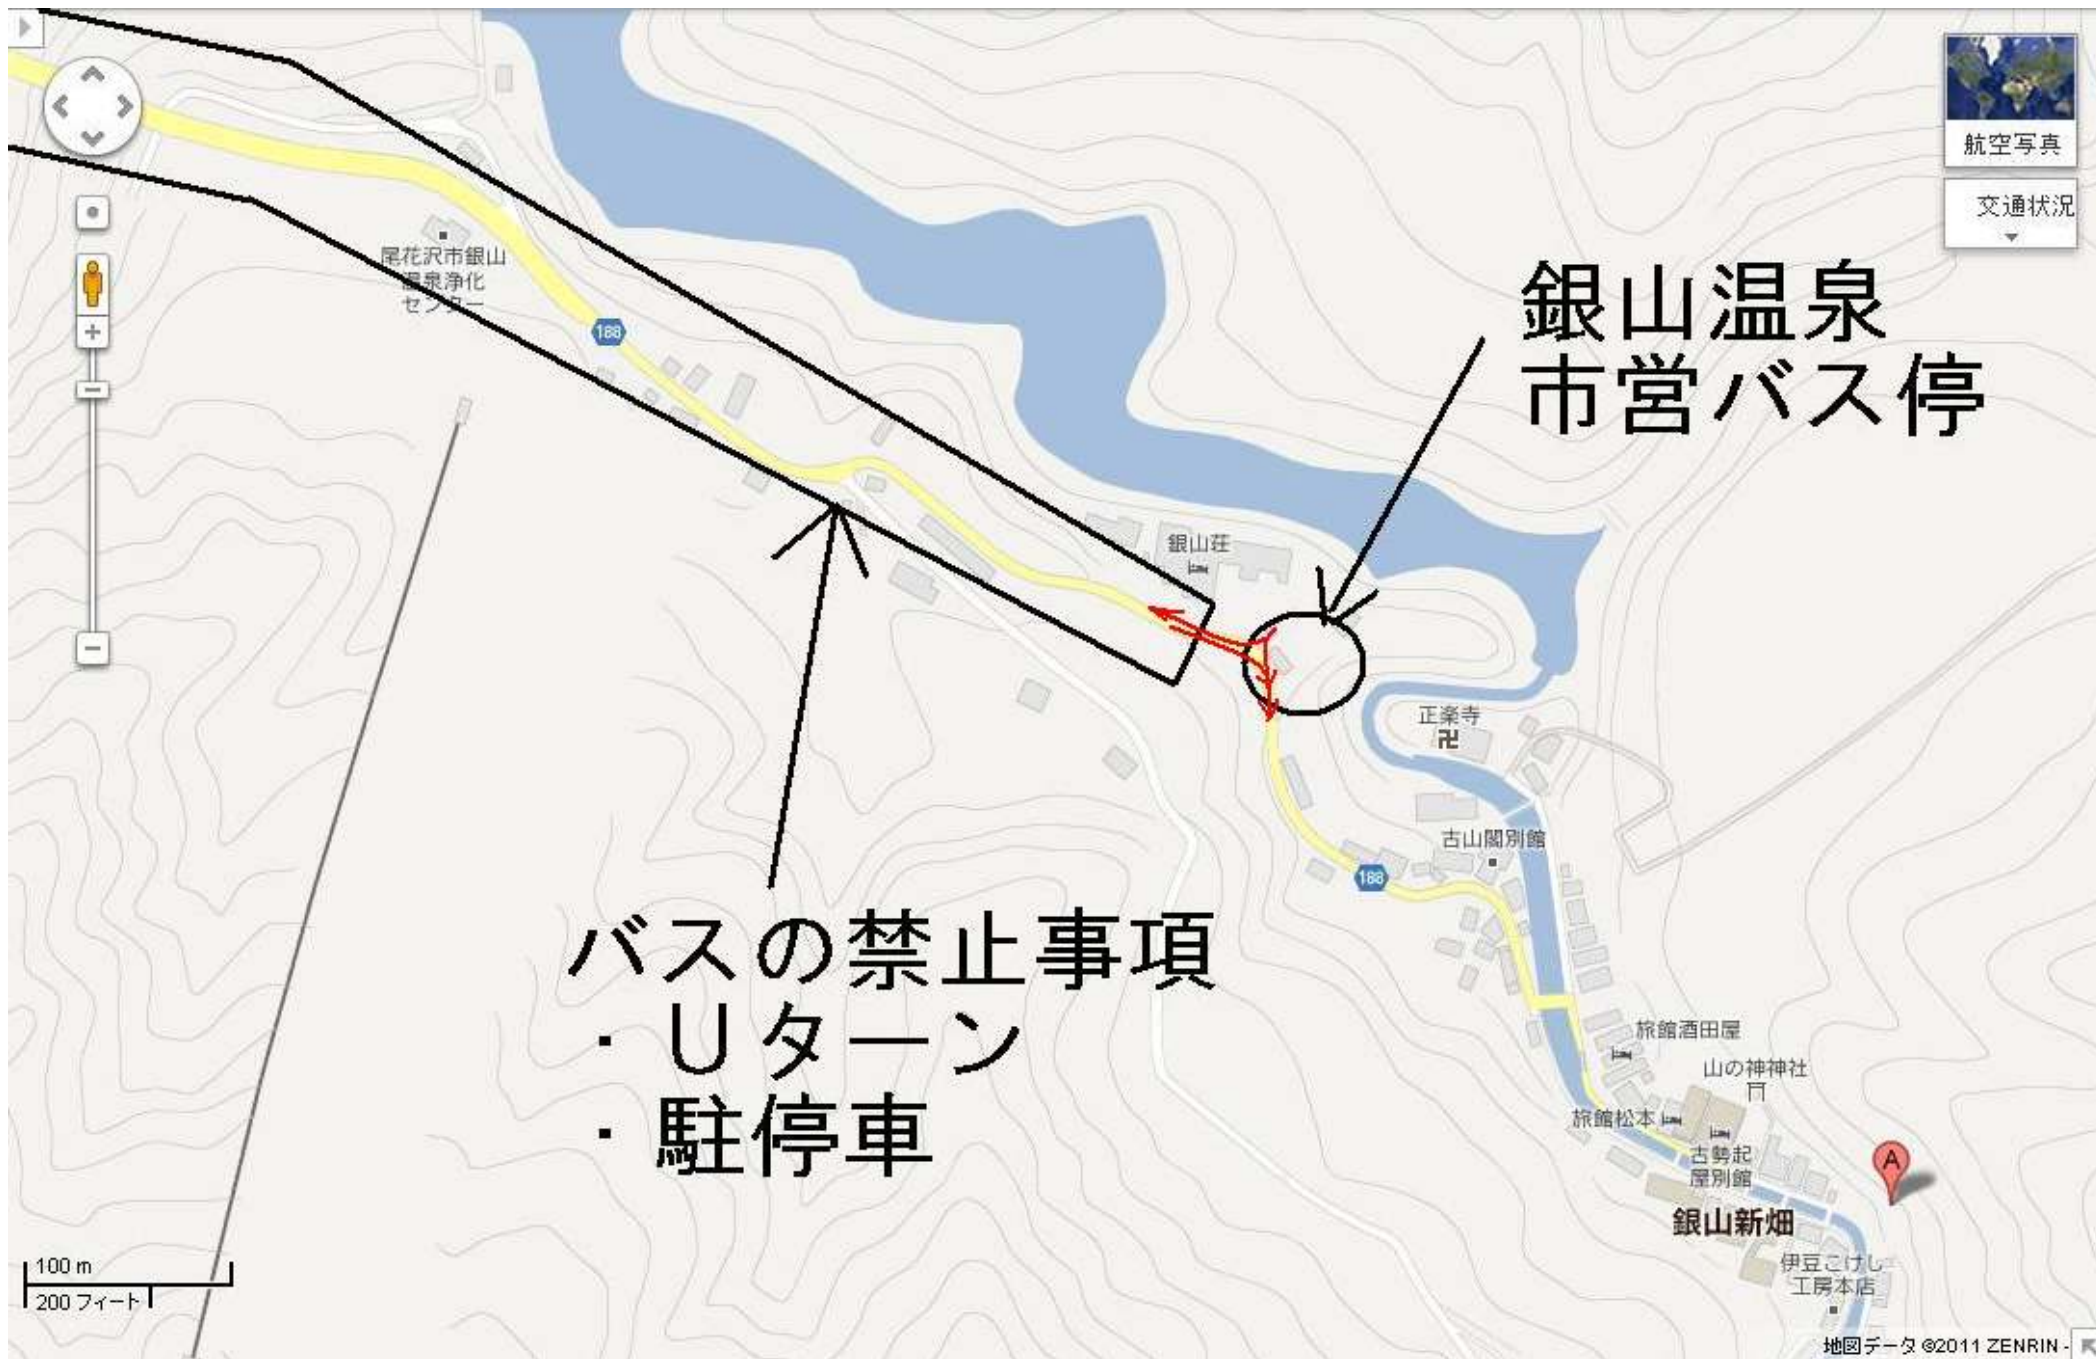 航空写真
交通状況
尾花沢市銀山
温泉浄化
センター
188
銀山温泉
市営バス停
銀山荘
正楽寺
古山閣別館
188
バスの禁止事項
・Uターン
・駐停車
旅館酒田屋
山の神神社
旅館松本
古勢起
屋別館
A
銀山新畑
伊豆こけし
工房本店
100 m
200 フィート
地図データ ©2011 ZENRIN -